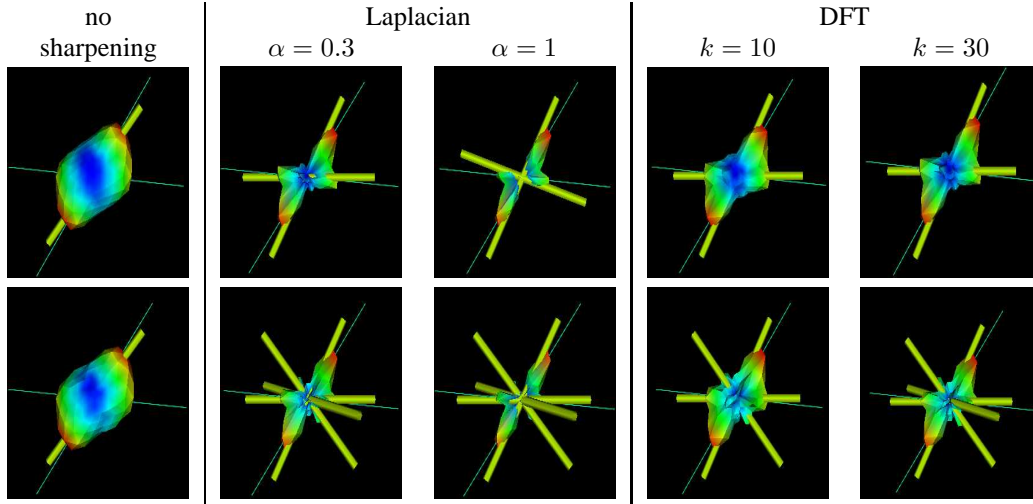 no
sharpening
Laplacian
DFT
α = 0.3
α = 1
k = 10
k = 30